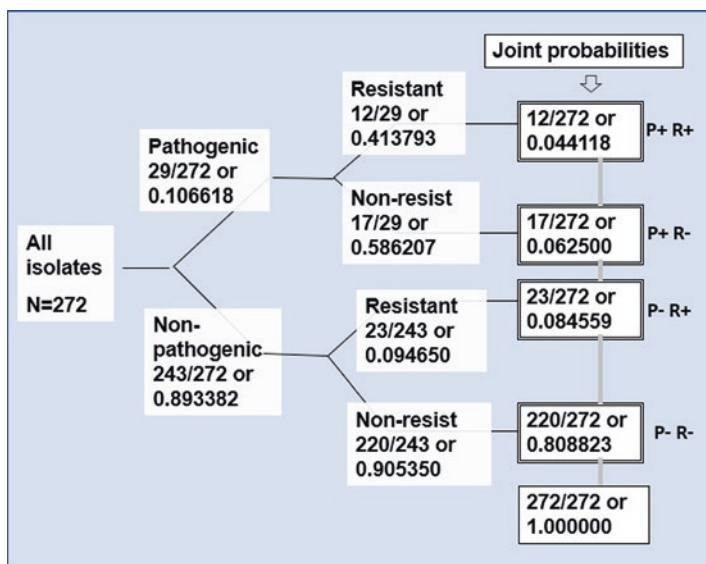 Joint probabilities
Resistant
12/29 or
0.413793
12/272 or
0.044118
P+ R+
Pathogenic
29/272 or
0.106618
Non-resist
17/29 or
0.586207
17/272 or
0.062500
P+ R-
All
isolates
N=272
Non-
pathogenic
243/272 or
0.893382
Resistant
23/243 or
0.094650
23/272 or
0.084559
P- R+
Non-resist
220/243 or
0.905350
220/272 or
0.808823
P- R-
272/272 or
1.000000